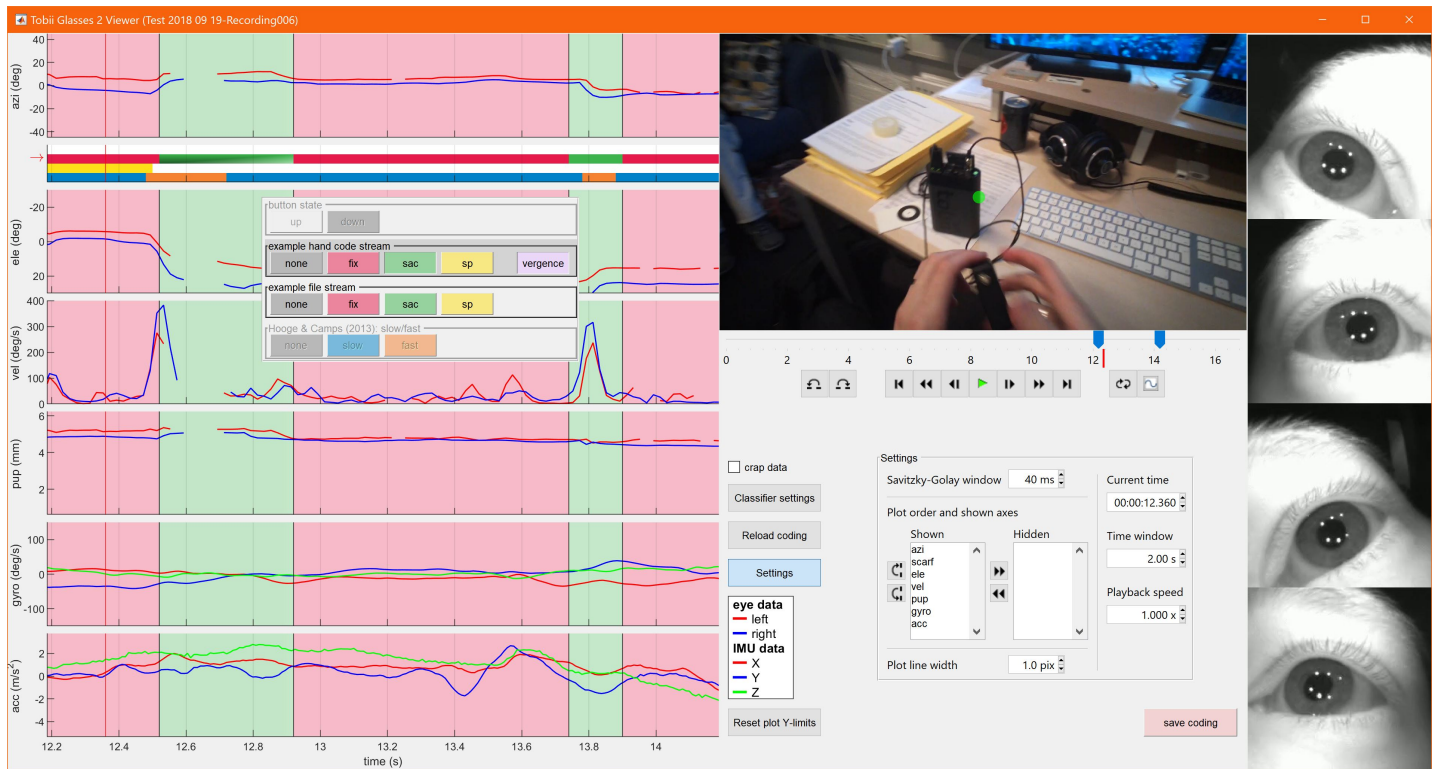 Tobii Glasses 2 Viewer (Test 2018 09 19-Recording006)
azi (deg)
40
20
0
-20
-40
ele (deg)
-20
0
20
button state
up down
example hand code stream
none fix sac sp vergence
example file stream
none fix sac sp
Hooge & Camps (2013): slow/fast
none slow fast
vel (deg/s)
400
300
200
100
0
pup (mm)
6
4
2
gyro (deg/s)
100
0
-100
acc (m/s²)
2
0
-2
-4
12.2 12.4 12.6 12.8 13 13.2 13.4 13.6 13.8 14
time (s)
0 2 4 6 8 10 12 14 16
crap data
Classifier settings
Reload coding
Settings
eye data
left
right
IMU data
X
Y
Z
Reset plot Y-limits
Settings
Savitzky-Golay window 40 ms
Plot order and shown axes
Shown Hidden
azi
scarf
ele
vel
pup
gyro
acc
Plot line width 1.0 pix
Current time
00:00:12.360
Time window
2.00 s
Playback speed
1.000 x
save coding